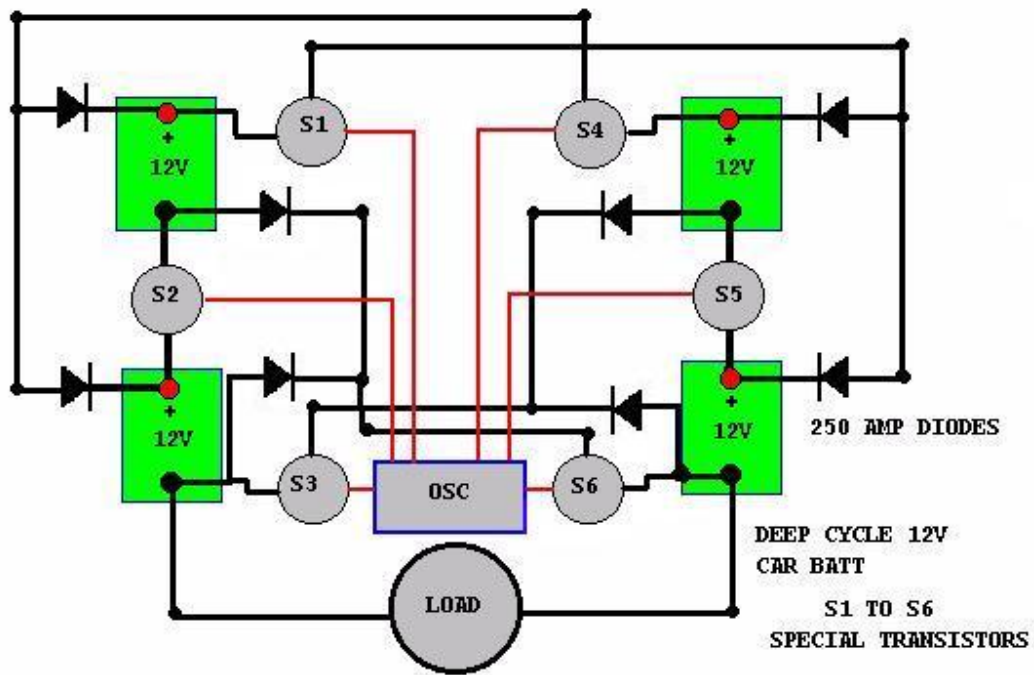 S1
S4
+
12V
+
12V
S2
S5
+
12V
+
12V
250 AMP DIODES
S3
OSC
S6
DEEP CYCLE 12V
CAR BATT
LOAD
S1 TO S6
SPECIAL TRANSISTORS